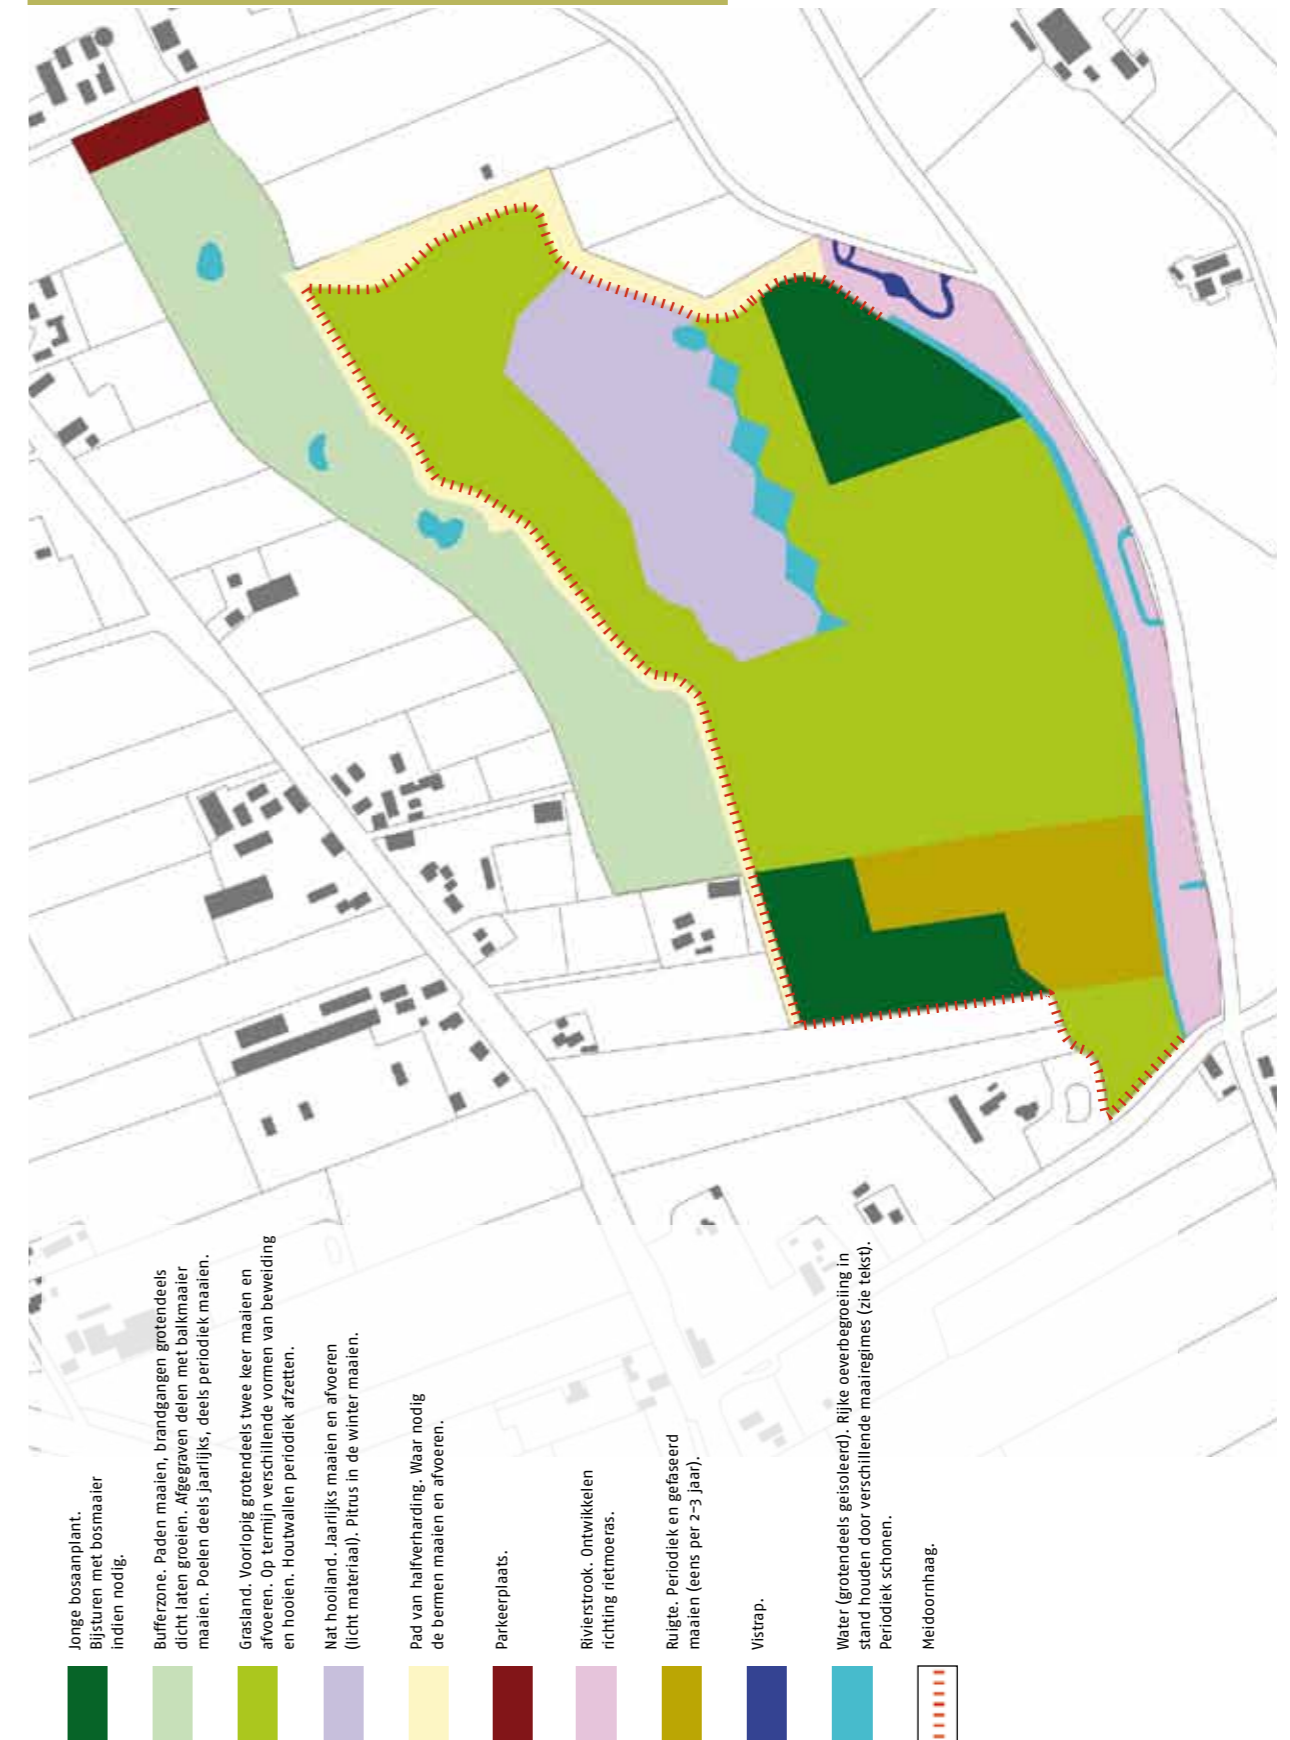 Jonge bosaanplant.
Bijsturen met bosmaaier
indien nodig.
Bufferzone. Paden maaien, brandgangen grotendeels
dicht laten groeien. Afgegraven delen met balkmaaier
maaien. Poelen deels jaarlijks, deels periodiek maaien.
Grasland. Voorlopig grotendeels twee keer maaien en
afvoeren. Op termijn verschillende vormen van beweiding
en hooien. Houtwallen periodiek afzetten.
Nat hooiland. Jaarlijks maaien en afvoeren
(licht materiaal). Pitrus in de winter maaien.
Pad van halfverharding. Waar nodig
de bermen maaien en afvoeren.
Parkeerplaats.
Rivierstrook. Ontwikkelen
richting rietmoeras.
Ruigte. Periodiek en gefaseerd
maaien (eens per 2-3 jaar).
Vistrap.
Water (grotendeels geisoleerd). Rijke oeverbegroeiing in
stand houden door verschillende maairegimes (zie tekst).
Periodiek schonen.
Meidoornhaag.